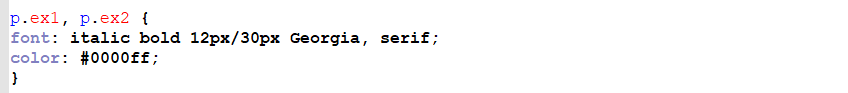 p.ex1, p.ex2 {
font: italic bold 12px/30px Georgia, serif;
color: #0000ff;
}